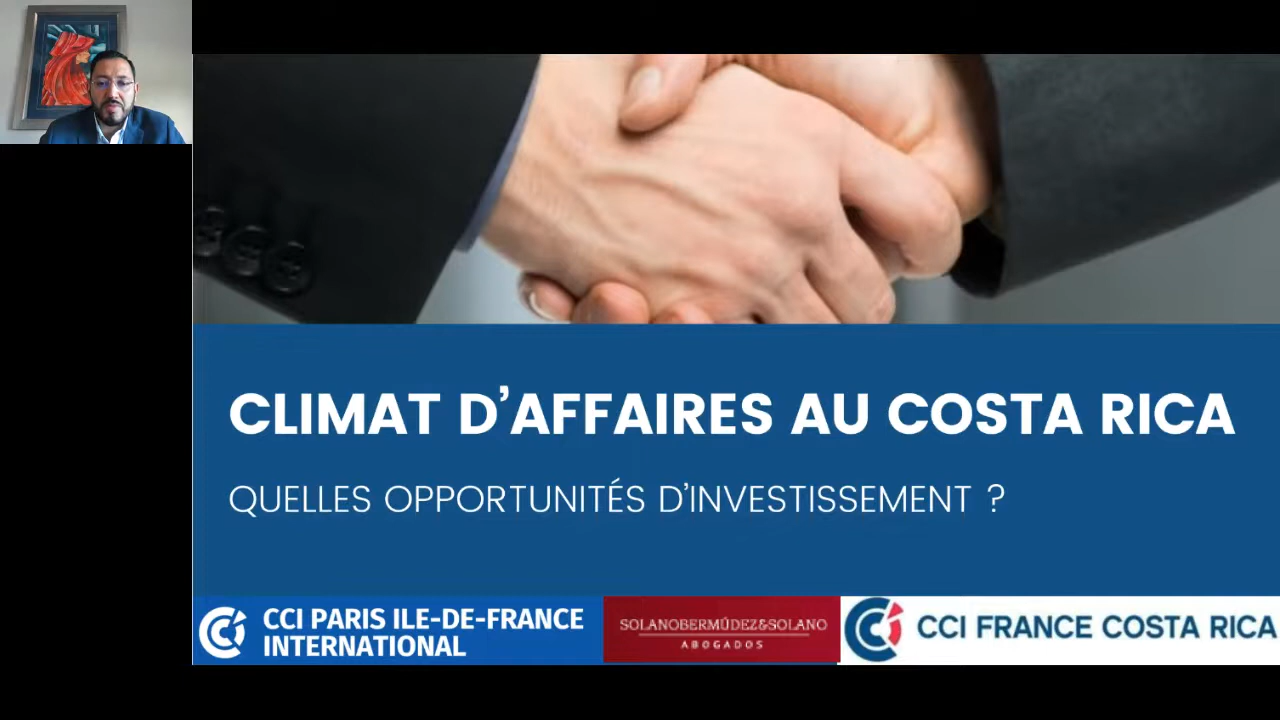 CLIMAT D’AFFAIRES AU COSTA RICA
QUELLES OPPORTUNITÉS D’INVESTISSEMENT ?
CCI PARIS ILE-DE-FRANCE
INTERNATIONAL
SOLANOBERMÚDEZ&SOLANO
ABOGADOS
CCI FRANCE COSTA RICA